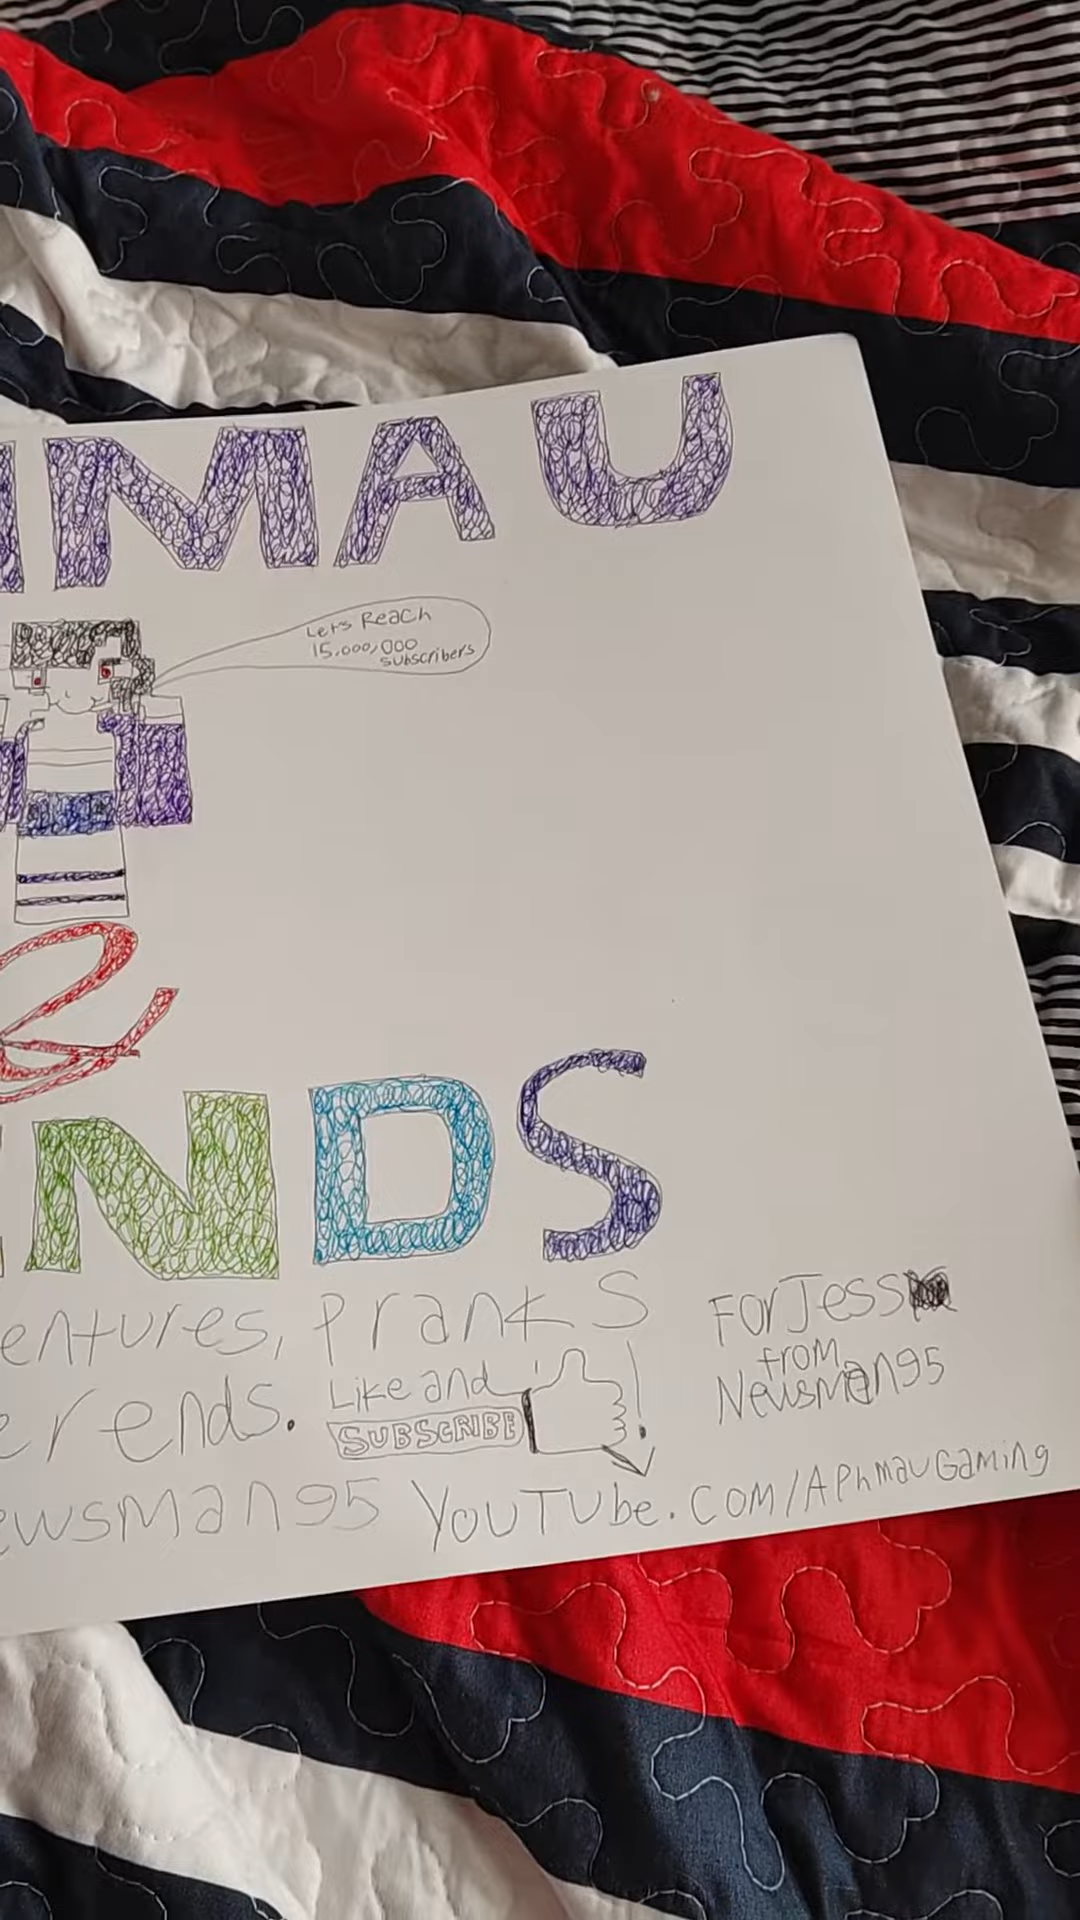 MAU
Let's Reach
15,000,000
subscribers
&
NDS
entures, Pranks
For Jess
from
Newsman95
erends.
Like and
SUBSCRIBE
!
ewsman95 YouTube.com/AphmauGaming